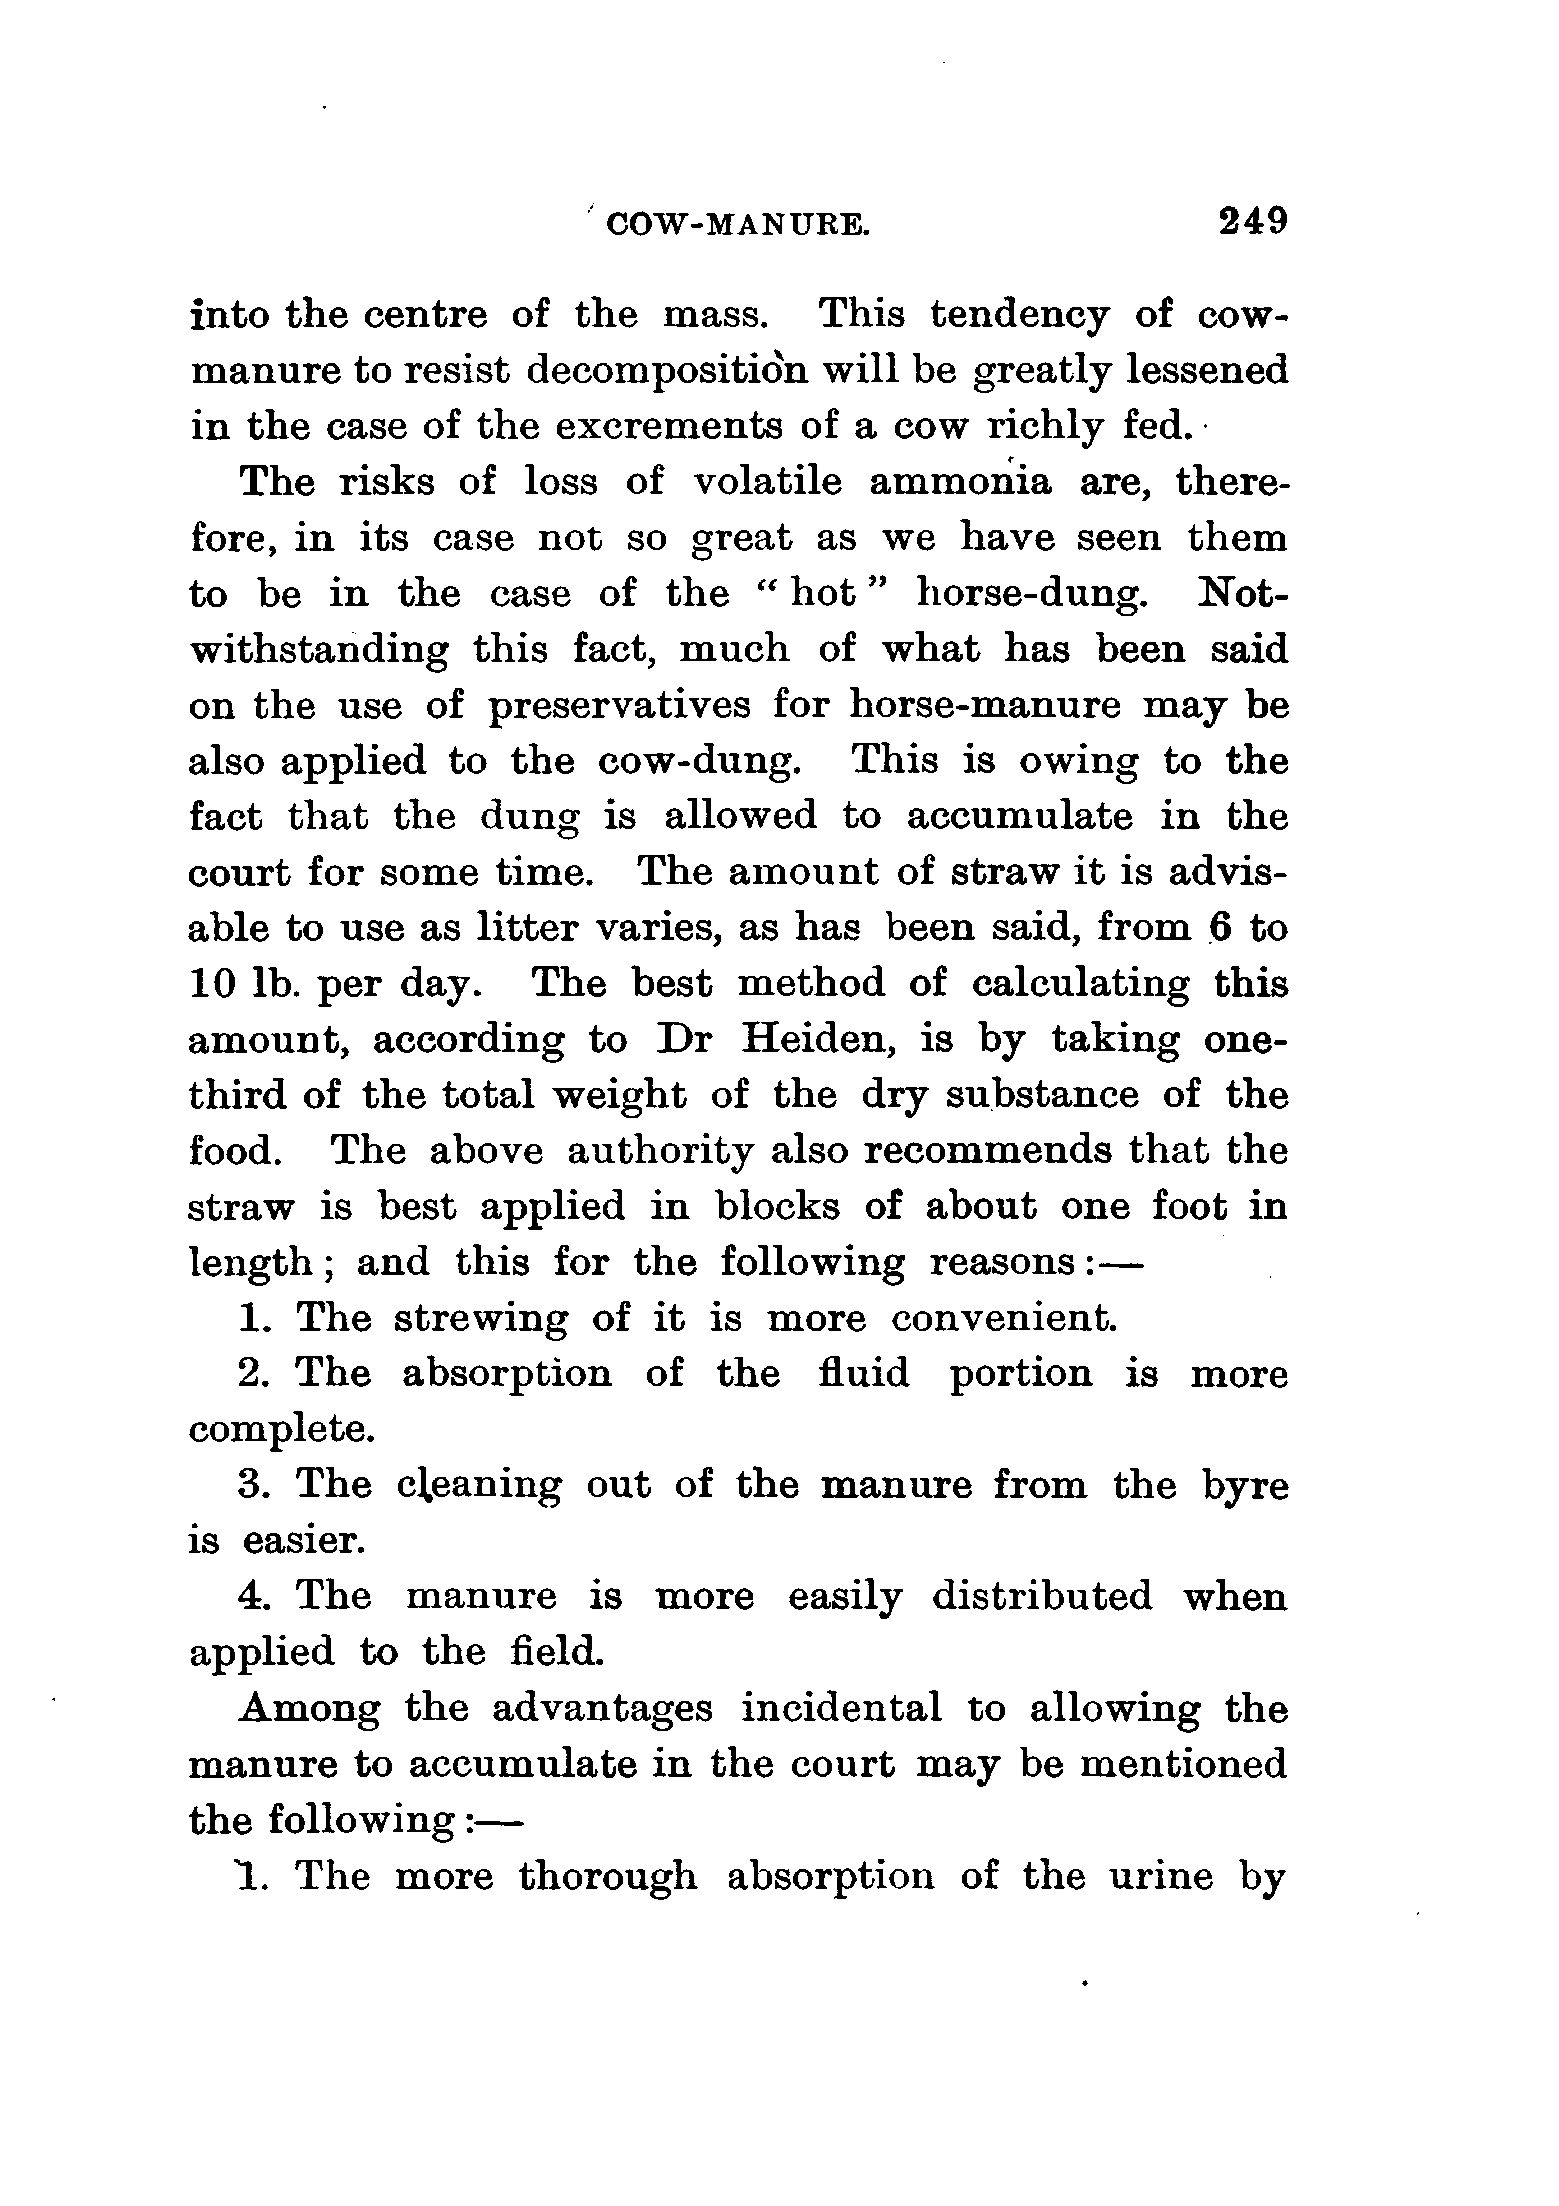 COW-MANURE. 249
into the centre of the mass. This tendency of cow-
manure to resist decomposition will be greatly lessened
in the case of the excrements of a cow richly fed.
The risks of loss of volatile ammonia are, there-
fore, in its case not so great as we have seen them
to be in the case of the “hot” horse-dung. Not-
withstanding this fact, much of what has been said
on the use of preservatives for horse-manure may be
also applied to the cow-dung. This is owing to the
fact that the dung is allowed to accumulate in the
court for some time. The amount of straw it is advis-
able to use as litter varies, as has been said, from 6 to
10 lb. per day. The best method of calculating this
amount, according to Dr Heiden, is by taking one-
third of the total weight of the dry substance of the
food. The above authority also recommends that the
straw is best applied in blocks of about one foot in
length; and this for the following reasons:—
1. The strewing of it is more convenient.
2. The absorption of the fluid portion is more
complete.
3. The cleaning out of the manure from the byre
is easier.
4. The manure is more easily distributed when
applied to the field.
Among the advantages incidental to allowing the
manure to accumulate in the court may be mentioned
the following:—
1. The more thorough absorption of the urine by